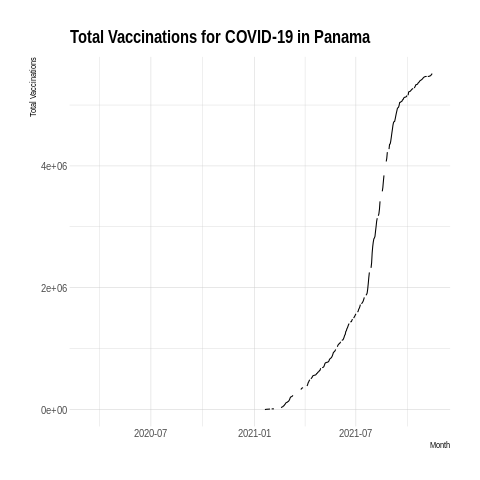 Total Vaccinations for COVID-19 in Panama
Total Vaccinations
4e+06
2e+06
0e+00
2020-07 2021-01 2021-07
Month